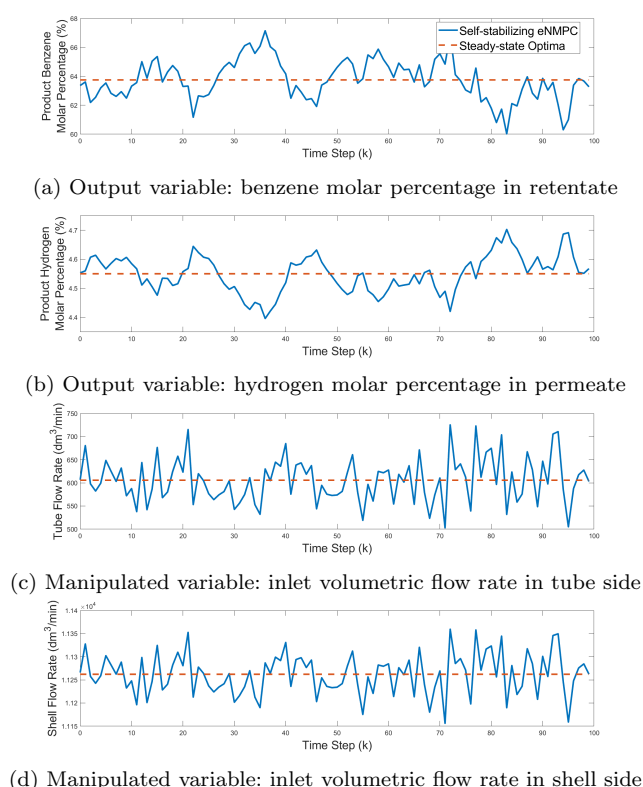 68
66
64
62
60
Product Benzene
Molar Percentage (%)
Self-stabilizing eNMPC
Steady-state Optima
0 10 20 30 40 50 60 70 80 90 100
Time Step (k)
(a) Output variable: benzene molar percentage in retentate
4.7
4.6
4.5
4.4
Product Hydrogen
Molar Percentage (%)
0 10 20 30 40 50 60 70 80 90 100
Time Step (k)
(b) Output variable: hydrogen molar percentage in permeate
750
700
650
600
550
500
Tube Flow Rate (dm³/min)
0 10 20 30 40 50 60 70 80 90 100
Time Step (k)
(c) Manipulated variable: inlet volumetric flow rate in tube side
×10⁴
1.14
1.135
1.13
1.125
1.12
1.115
Shell Flow Rate (dm³/min)
0 10 20 30 40 50 60 70 80 90 100
Time Step (k)
(d) Manipulated variable: inlet volumetric flow rate in shell side